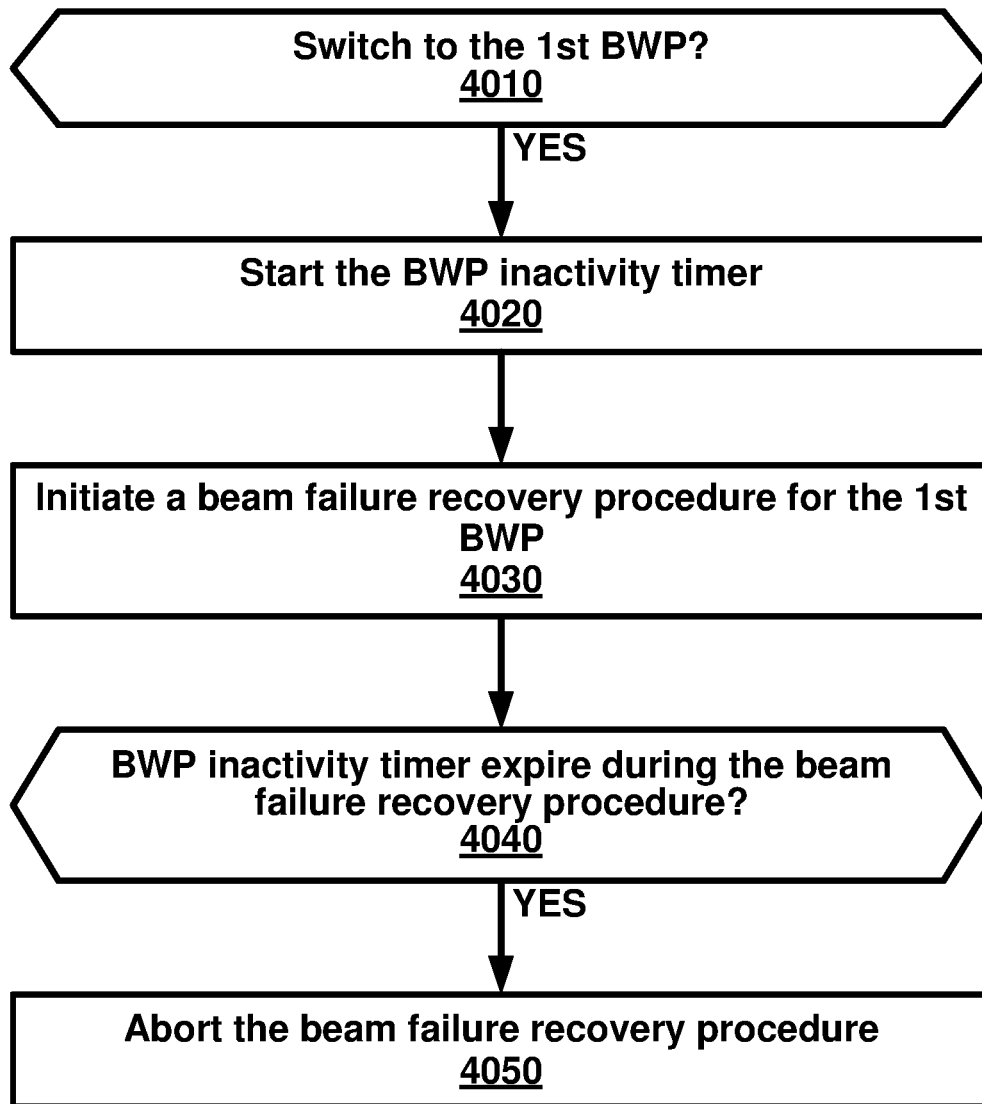 Switch to the 1st BWP?
4010
YES
Start the BWP inactivity timer
4020
Initiate a beam failure recovery procedure for the 1st
BWP
4030
BWP inactivity timer expire during the beam
failure recovery procedure?
4040
YES
Abort the beam failure recovery procedure
4050